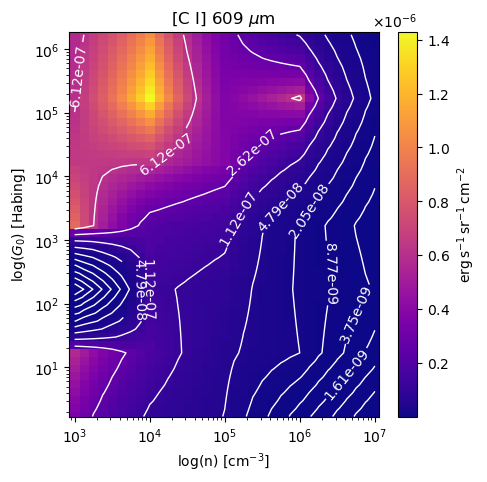 [C I] 609 μm
×10⁻⁶
10⁶
10⁵
10⁴
10³
10²
10¹
log(G₀) [Habing]
6.12e-07
6.12e-07
2.62e-07
1.12e-07
4.79e-08
2.05e-08
8.77e-09
3.75e-09
1.61e-09
1.12e-07
4.79e-08
10³
10⁴
10⁵
10⁶
10⁷
log(n) [cm⁻³]
1.4
1.2
1.0
0.8
0.6
0.4
0.2
erg s⁻¹ sr⁻¹ cm⁻²